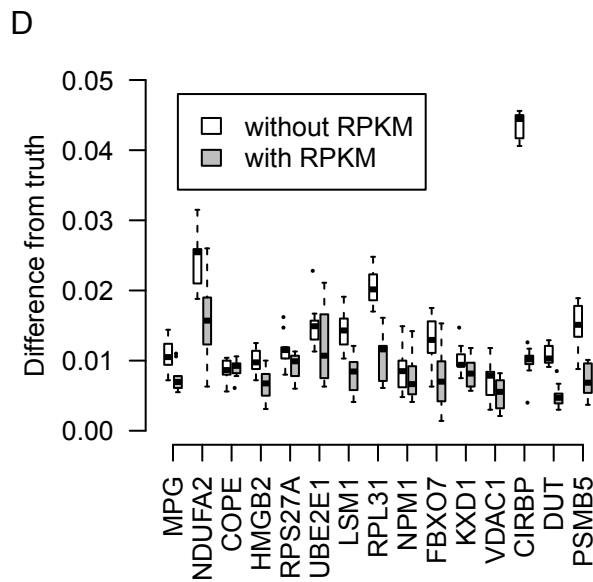 D
0.05
0.04
0.03
0.02
0.01
0.00
Difference from truth
without RPKM
with RPKM
MPG
NDUFA2
COPE
HMGB2
RPS27A
UBE2E1
LSM1
RPL31
NPM1
FBXO7
KXD1
VDAC1
CIRBP
DUT
PSMB5